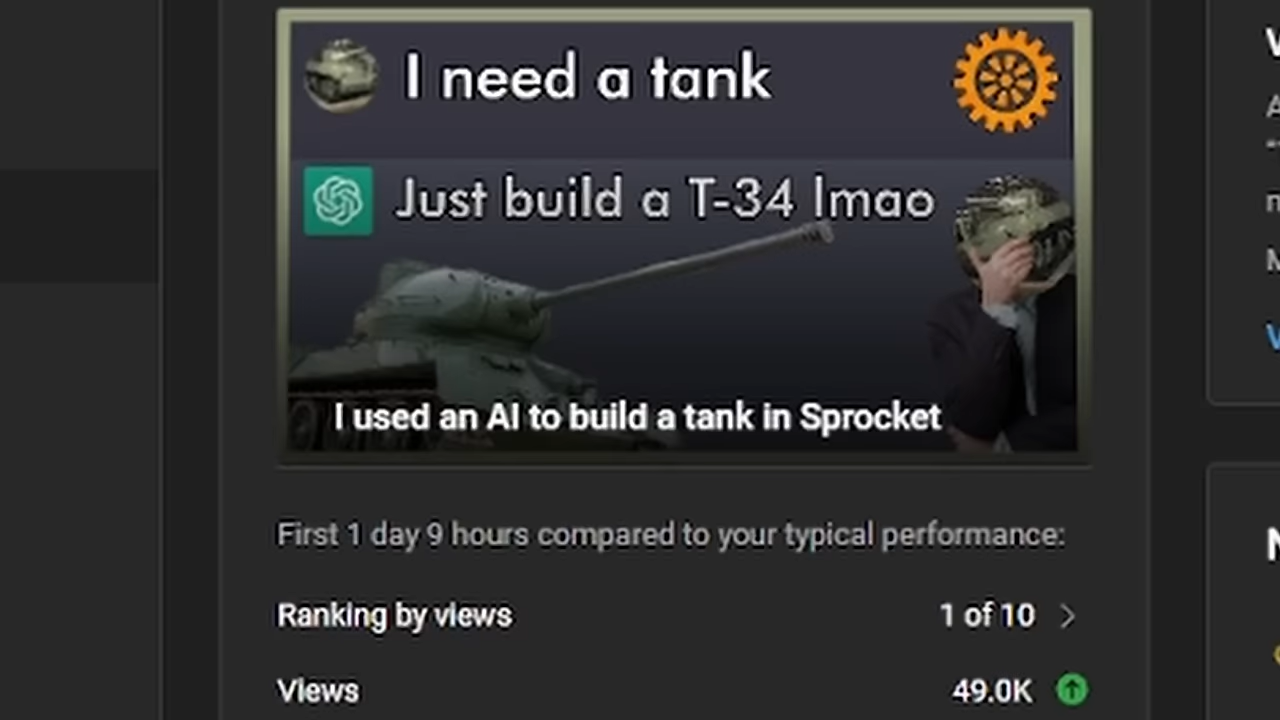 I need a tank
Just build a T-34 lmao
I used an AI to build a tank in Sprocket
First 1 day 9 hours compared to your typical performance:
Ranking by views
1 of 10
Views
49.0K